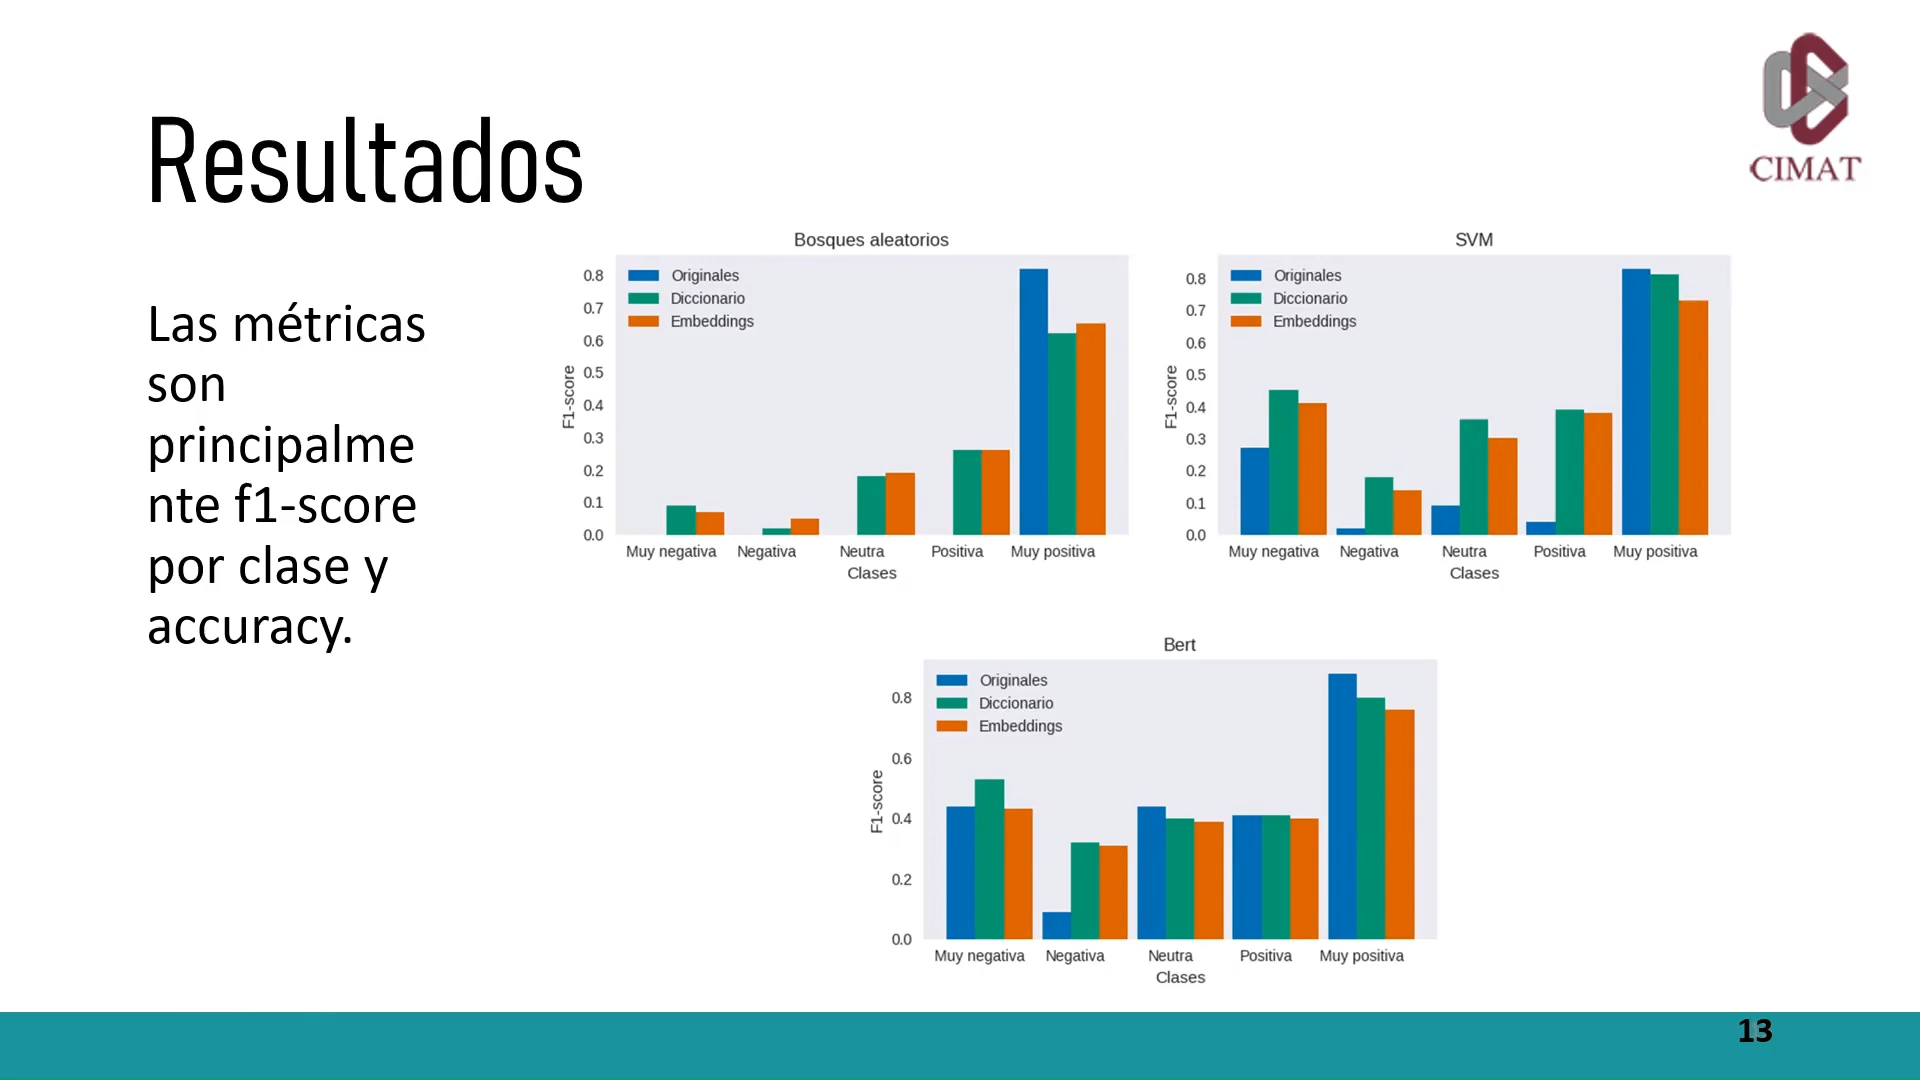 Resultados
CIMAT
Las métricas
son
principalme
nte f1-score
por clase y
accuracy.
Bosques aleatorios
Originales
Diccionario
Embeddings
F1-score
0.8
0.7
0.6
0.5
0.4
0.3
0.2
0.1
0.0
Muy negativa Negativa Neutra Positiva Muy positiva
Clases
SVM
Originales
Diccionario
Embeddings
F1-score
0.8
0.7
0.6
0.5
0.4
0.3
0.2
0.1
0.0
Muy negativa Negativa Neutra Positiva Muy positiva
Clases
Bert
Originales
Diccionario
Embeddings
F1-score
0.8
0.6
0.4
0.2
0.0
Muy negativa Negativa Neutra Positiva Muy positiva
Clases
13